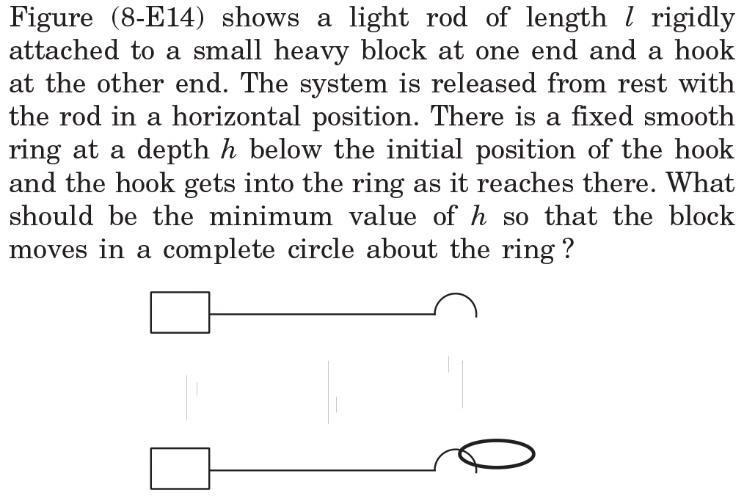 Figure (8-E14) shows a light rod of length l rigidly
attached to a small heavy block at one end and a hook
at the other end. The system is released from rest with
the rod in a horizontal position. There is a fixed smooth
ring at a depth h below the initial position of the hook
and the hook gets into the ring as it reaches there. What
should be the minimum value of h so that the block
moves in a complete circle about the ring ?